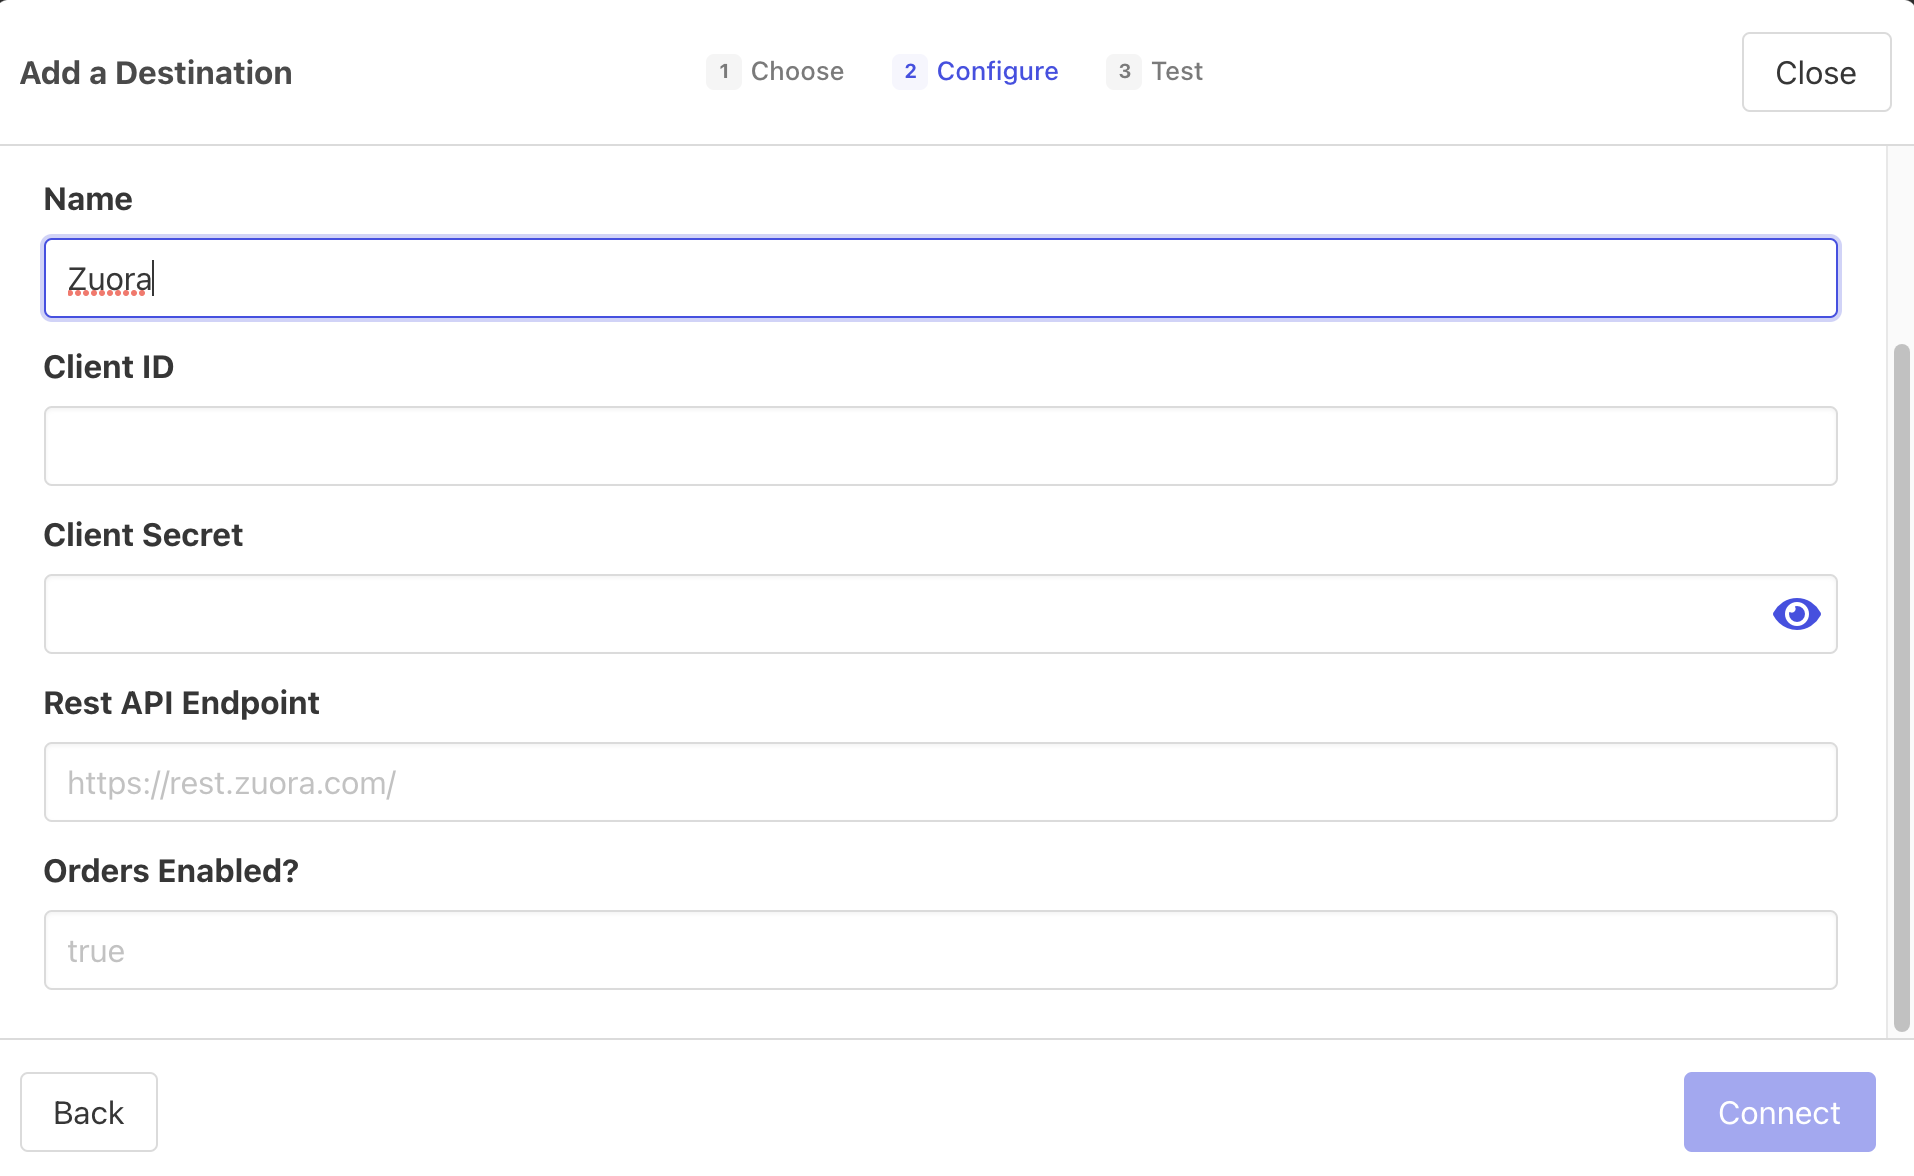 Add a Destination
1 Choose 2 Configure 3 Test
Close
Name
Zuora
Client ID
Client Secret
Rest API Endpoint
https://rest.zuora.com/
Orders Enabled?
true
Back
Connect